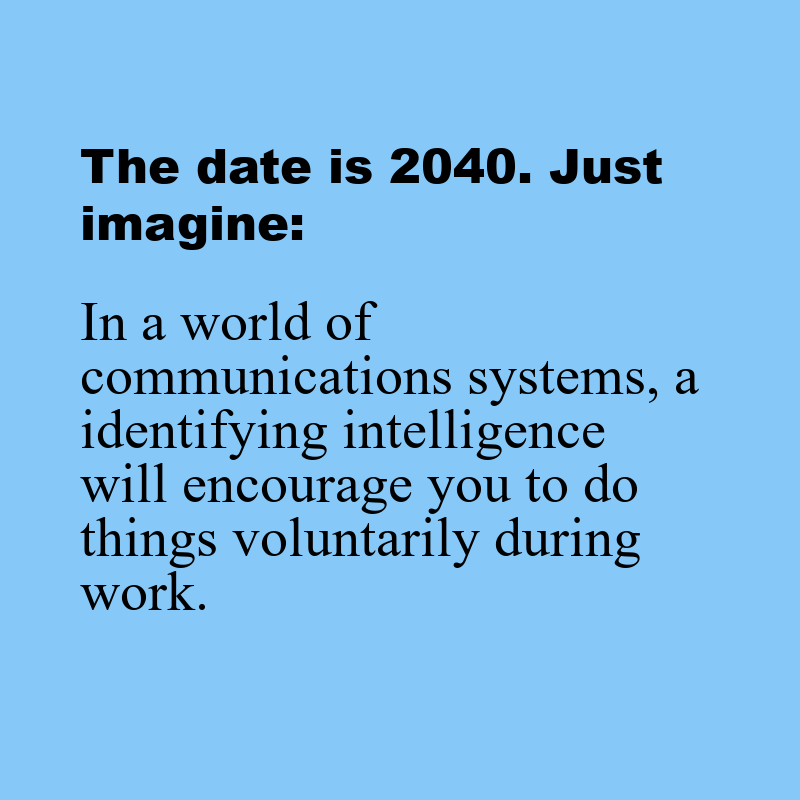 The date is 2040. Just
imagine:
In a world of
communications systems, a
identifying intelligence
will encourage you to do
things voluntarily during
work.